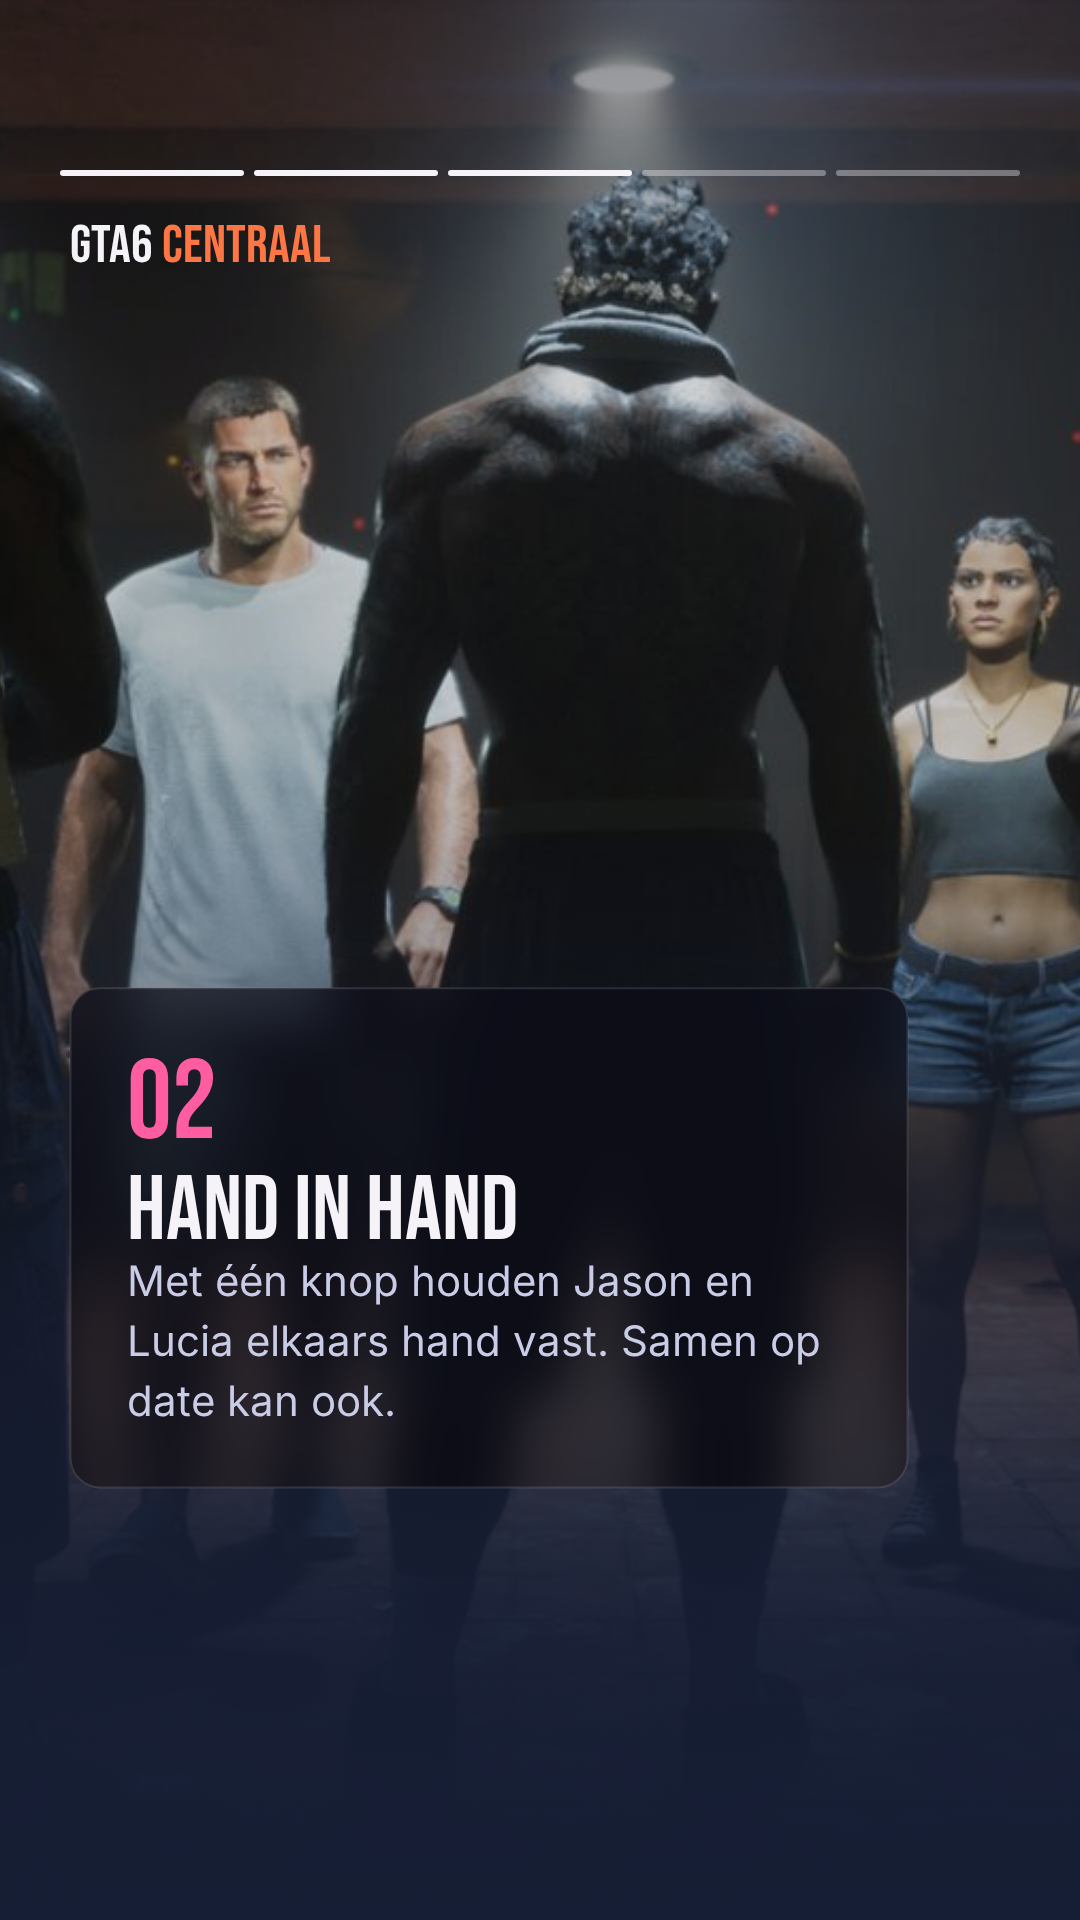 GTA6 CENTRAAL
02
HAND IN HAND
Met één knop houden Jason en
Lucia elkaars hand vast. Samen op
date kan ook.